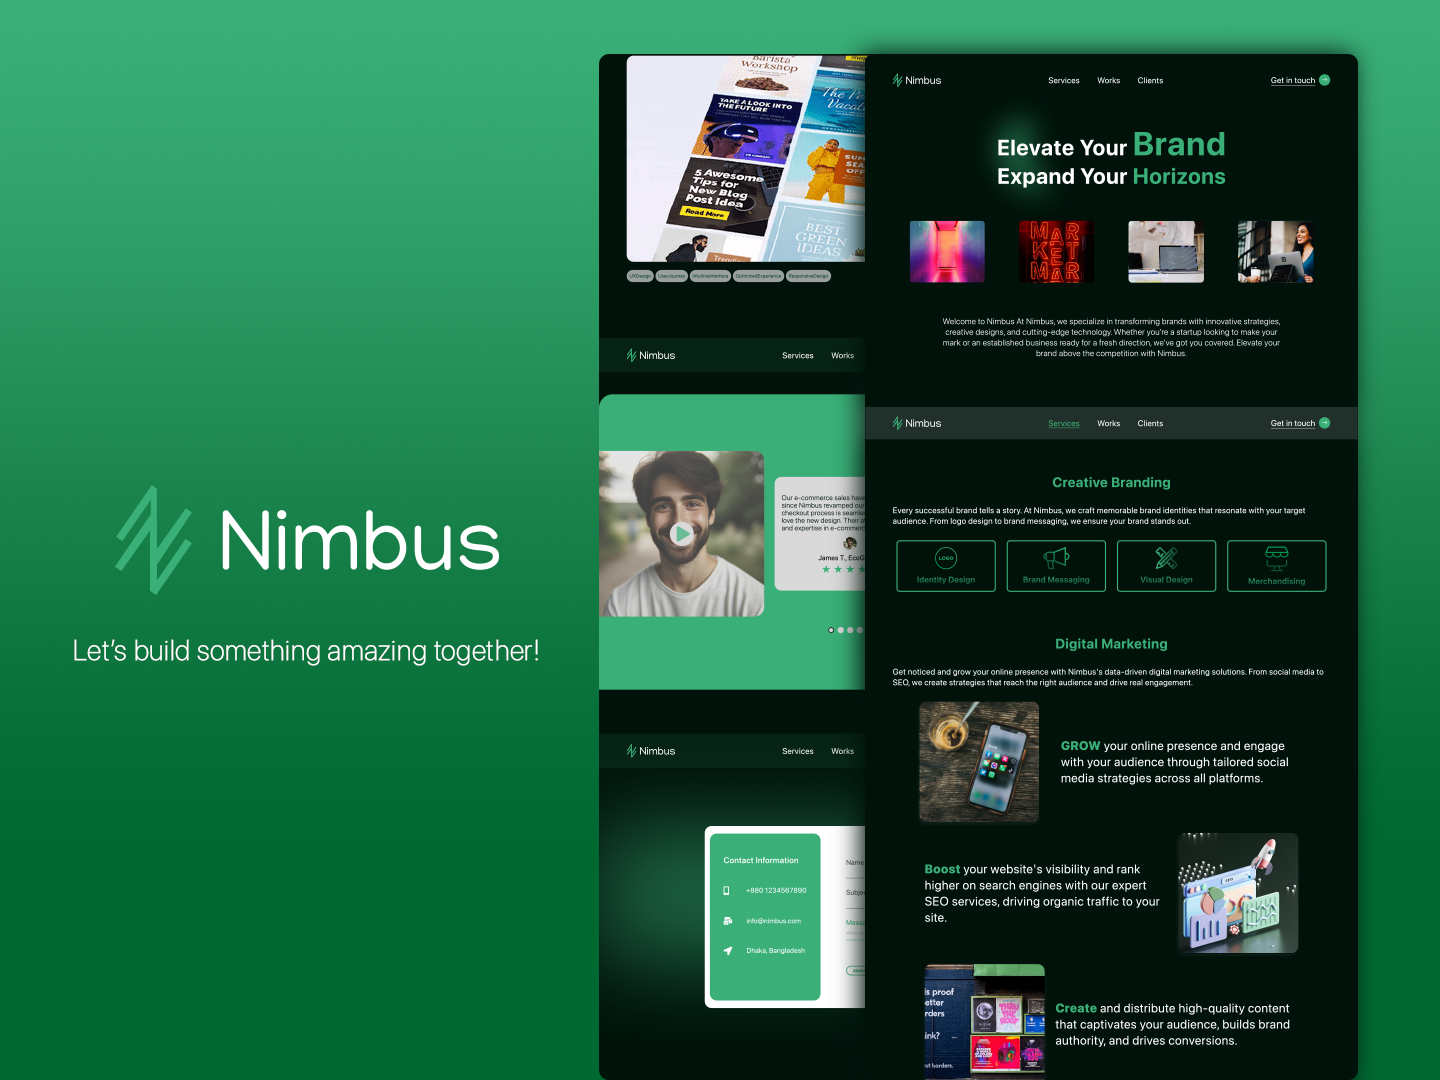 Nimbus
Let's build something amazing together!
Barista
Workshop
TAKE A LOOK INTO
THE FUTURE
VR COMPANY
5 Awesome
Tips for
New Blog
Post Idea
Read More
BEST
GREEN
IDEAS
Trending
UXDesign
UserJourney
IntuitiveInterface
OptimizedExperience
ResponsiveDesign
Nimbus
Services
Works
Our e-commerce sales have
since Nimbus revamped our
checkout process is seamle
love the new design. Their
and expertise in e-commerc
James T., EcoG
Nimbus
Services
Works
Contact Information
+880 1234567890
info@nimbus.com
Dhaka, Bangladesh
Name
Subje
Messa
Nimbus
Services
Works
Clients
Get in touch
Elevate Your Brand
Expand Your Horizons
MAR
KET
MAR
Welcome to Nimbus At Nimbus, we specialize in transforming brands with innovative strategies,
creative designs, and cutting-edge technology. Whether you're a startup looking to make your
mark or an established business ready for a fresh direction, we've got you covered. Elevate your
brand above the competition with Nimbus.
Nimbus
Services
Works
Clients
Get in touch
Creative Branding
Every successful brand tells a story. At Nimbus, we craft memorable brand identities that resonate with your target
audience. From logo design to brand messaging, we ensure your brand stands out.
LOGO
Identity Design
Brand Messaging
Visual Design
Merchandising
Digital Marketing
Get noticed and grow your online presence with Nimbus's data-driven digital marketing solutions. From social media to
SEO, we create strategies that reach the right audience and drive real engagement.
GROW your online presence and engage
with your audience through tailored social
media strategies across all platforms.
Boost your website's visibility and rank
higher on search engines with our expert
SEO services, driving organic traffic to your
site.
is proof
etter
rders
ink?
ut borders.
Create and distribute high-quality content
that captivates your audience, builds brand
authority, and drives conversions.